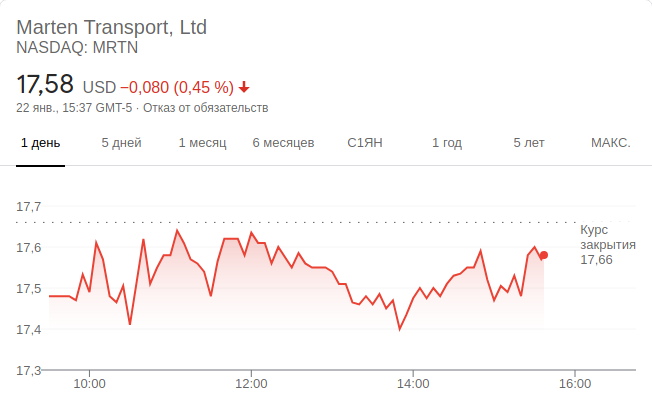 Marten Transport, Ltd
NASDAQ: MRTN
17,58 USD −0,080 (0,45 %)
22 янв., 15:37 GMT-5 · Отказ от обязательств
1 день 5 дней 1 месяц 6 месяцев С1ЯН 1 год 5 лет МАКС.
17,7
Курс
закрытия
17,66
17,6
17,5
17,4
17,3
10:00 12:00 14:00 16:00